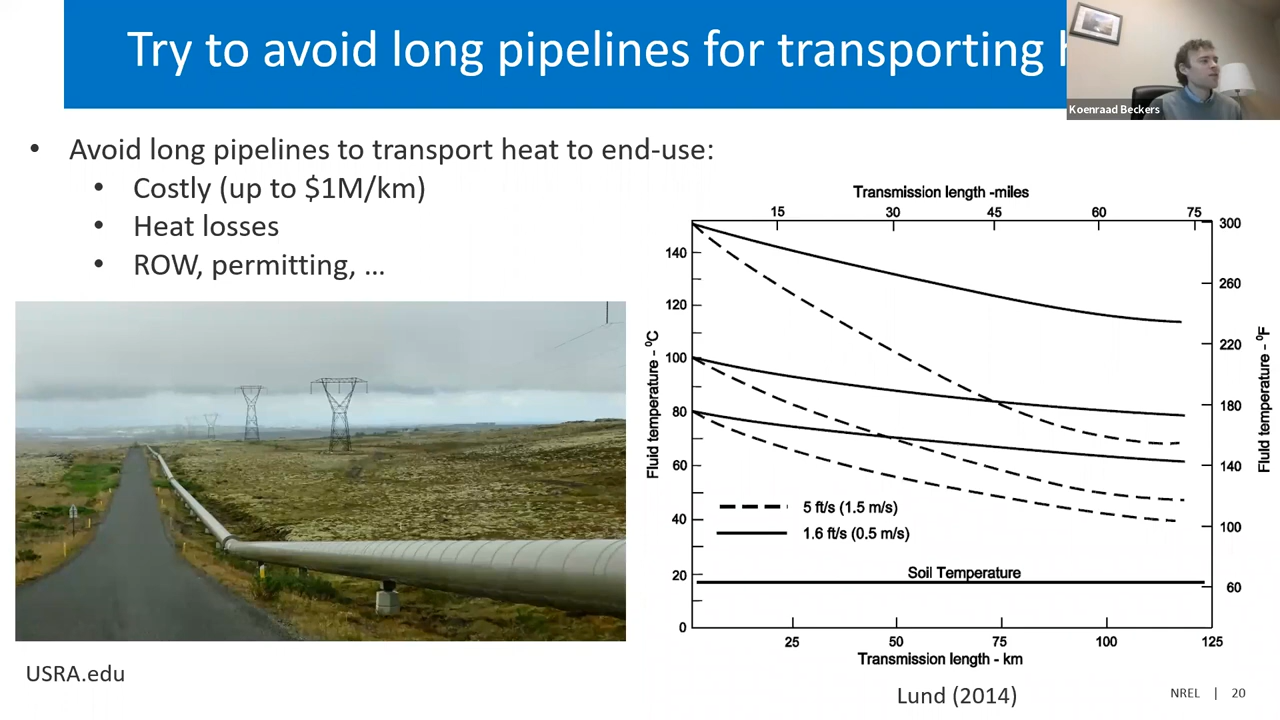 Try to avoid long pipelines for transporting
Koenraad Beckers
• Avoid long pipelines to transport heat to end-use:
• Costly (up to $1M/km)
• Heat losses
• ROW, permitting, ...
Transmission length -miles
15 30 45 60 75
Fluid temperature - ⁰C
140
120
100
80
60
40
20
0
300
260
220
180
140
100
60
Fluid temperature - ⁰F
5 ft/s (1.5 m/s)
1.6 ft/s (0.5 m/s)
Soil Temperature
25 50 75 100 125
Transmission length - km
USRA.edu
Lund (2014)
NREL | 20